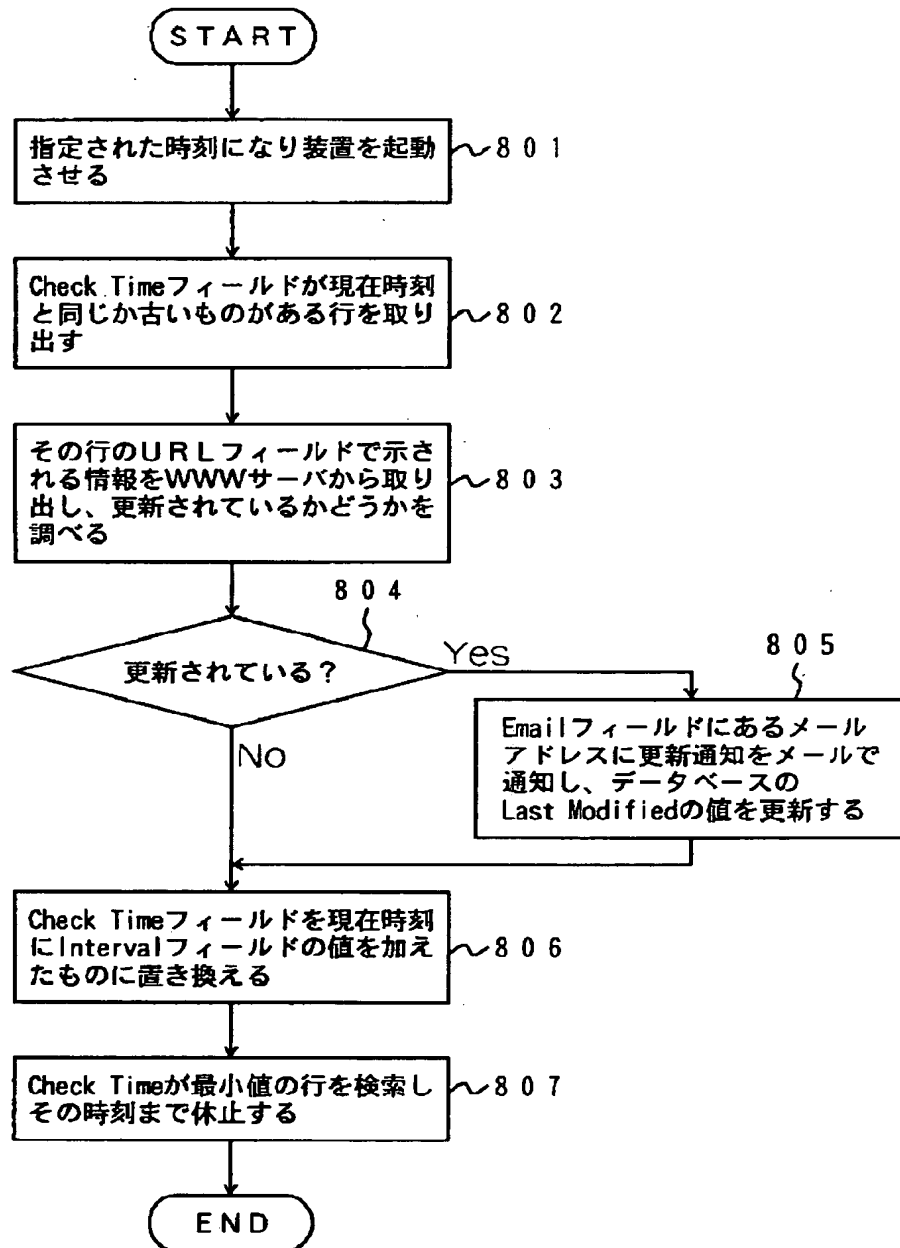 START
指定された時刻になり装置を起動
させる
801
Check Timeフィールドが現在時刻
と同じか古いものがある行を取り
出す
802
その行のURLフィールドで示さ
れる情報をWWWサーバから取り
出し、更新されているかどうかを
調べる
803
804
更新されている?
Yes
No
805
Emailフィールドにあるメール
アドレスに更新通知をメールで
通知し、データベースの
Last Modifiedの値を更新する
Check Timeフィールドを現在時刻
にIntervalフィールドの値を加え
たものに置き換える
806
Check Timeが最小値の行を検索し
その時刻まで休止する
807
END